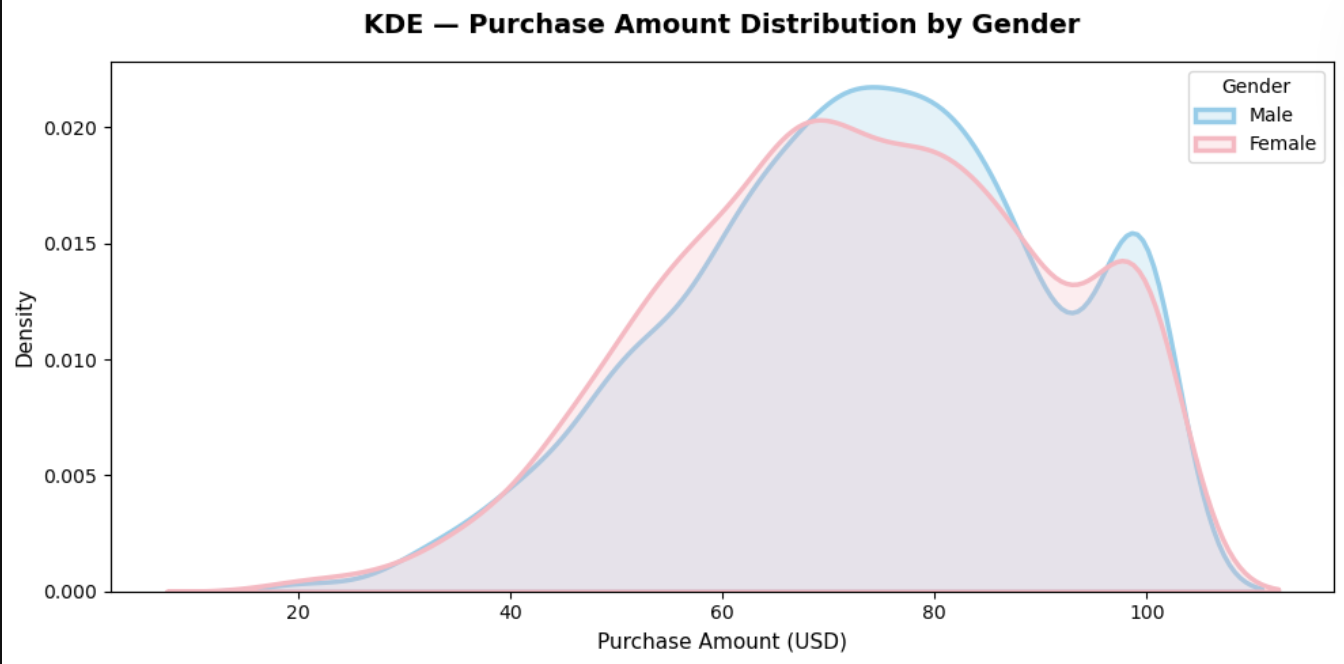 KDE — Purchase Amount Distribution by Gender
Gender
Male
Female
Density
0.020
0.015
0.010
0.005
0.000
20 40 60 80 100
Purchase Amount (USD)